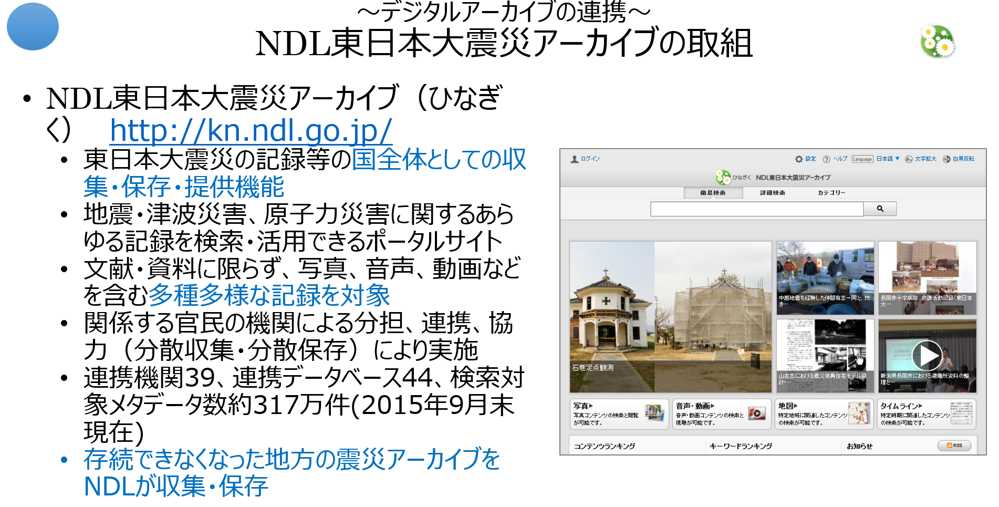 ～デジタルアーカイブの連携～
NDL東日本大震災アーカイブの取組
• NDL東日本大震災アーカイブ（ひなぎ
く） http://kn.ndl.go.jp/
• 東日本大震災の記録等の国全体としての収
集・保存・提供機能
• 地震・津波災害、原子力災害に関するあら
ゆる記録を検索・活用できるポータルサイト
• 文献・資料に限らず、写真、音声、動画など
を含む多種多様な記録を対象
• 関係する官民の機関による分担、連携、協
力（分散収集・分散保存）により実施
• 連携機関39、連携データベース44、検索対
象メタデータ数約317万件(2015年9月末
現在)
• 存続できなくなった地方の震災アーカイブを
NDLが収集・保存
ログイン
設定 ヘルプ Language 日本語▼ 文字拡大 白黒反転
ひなぎく NDL東日本大震災アーカイブ
簡易検索 詳細検索 カテゴリー
石巻定点観測
中越地震を経験した仲間有志一同と、炊
き…
長岡赤十字病院 救護活動記録（東日本
大…
山古志における震災復興住宅モデル設
計・…
新潟県長岡市における避難所資料の整
理と…
写真▶
写真コンテンツの検索と閲覧
が可能です。
音声・動画▶
音声・動画コンテンツの検索と
視聴が可能です。
地図▶
特定地域に関連したコンテンツ
の検索が可能です。
タイムライン▶
特定時期に関連したコンテンツ
の検索が可能です。
コンテンツランキング
キーワードランキング
お知らせ
RSS